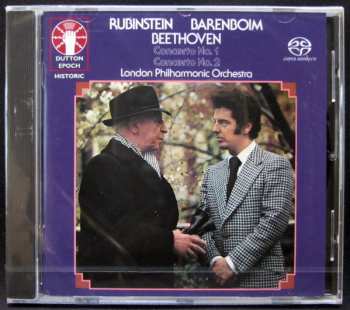 RUBINSTEIN BARENBOIM
BEETHOVEN
Concerto No. 1
Concerto No. 2
London Philharmonic Orchestra
DUTTON
EPOCH
HISTORIC
SUPER AUDIO CD